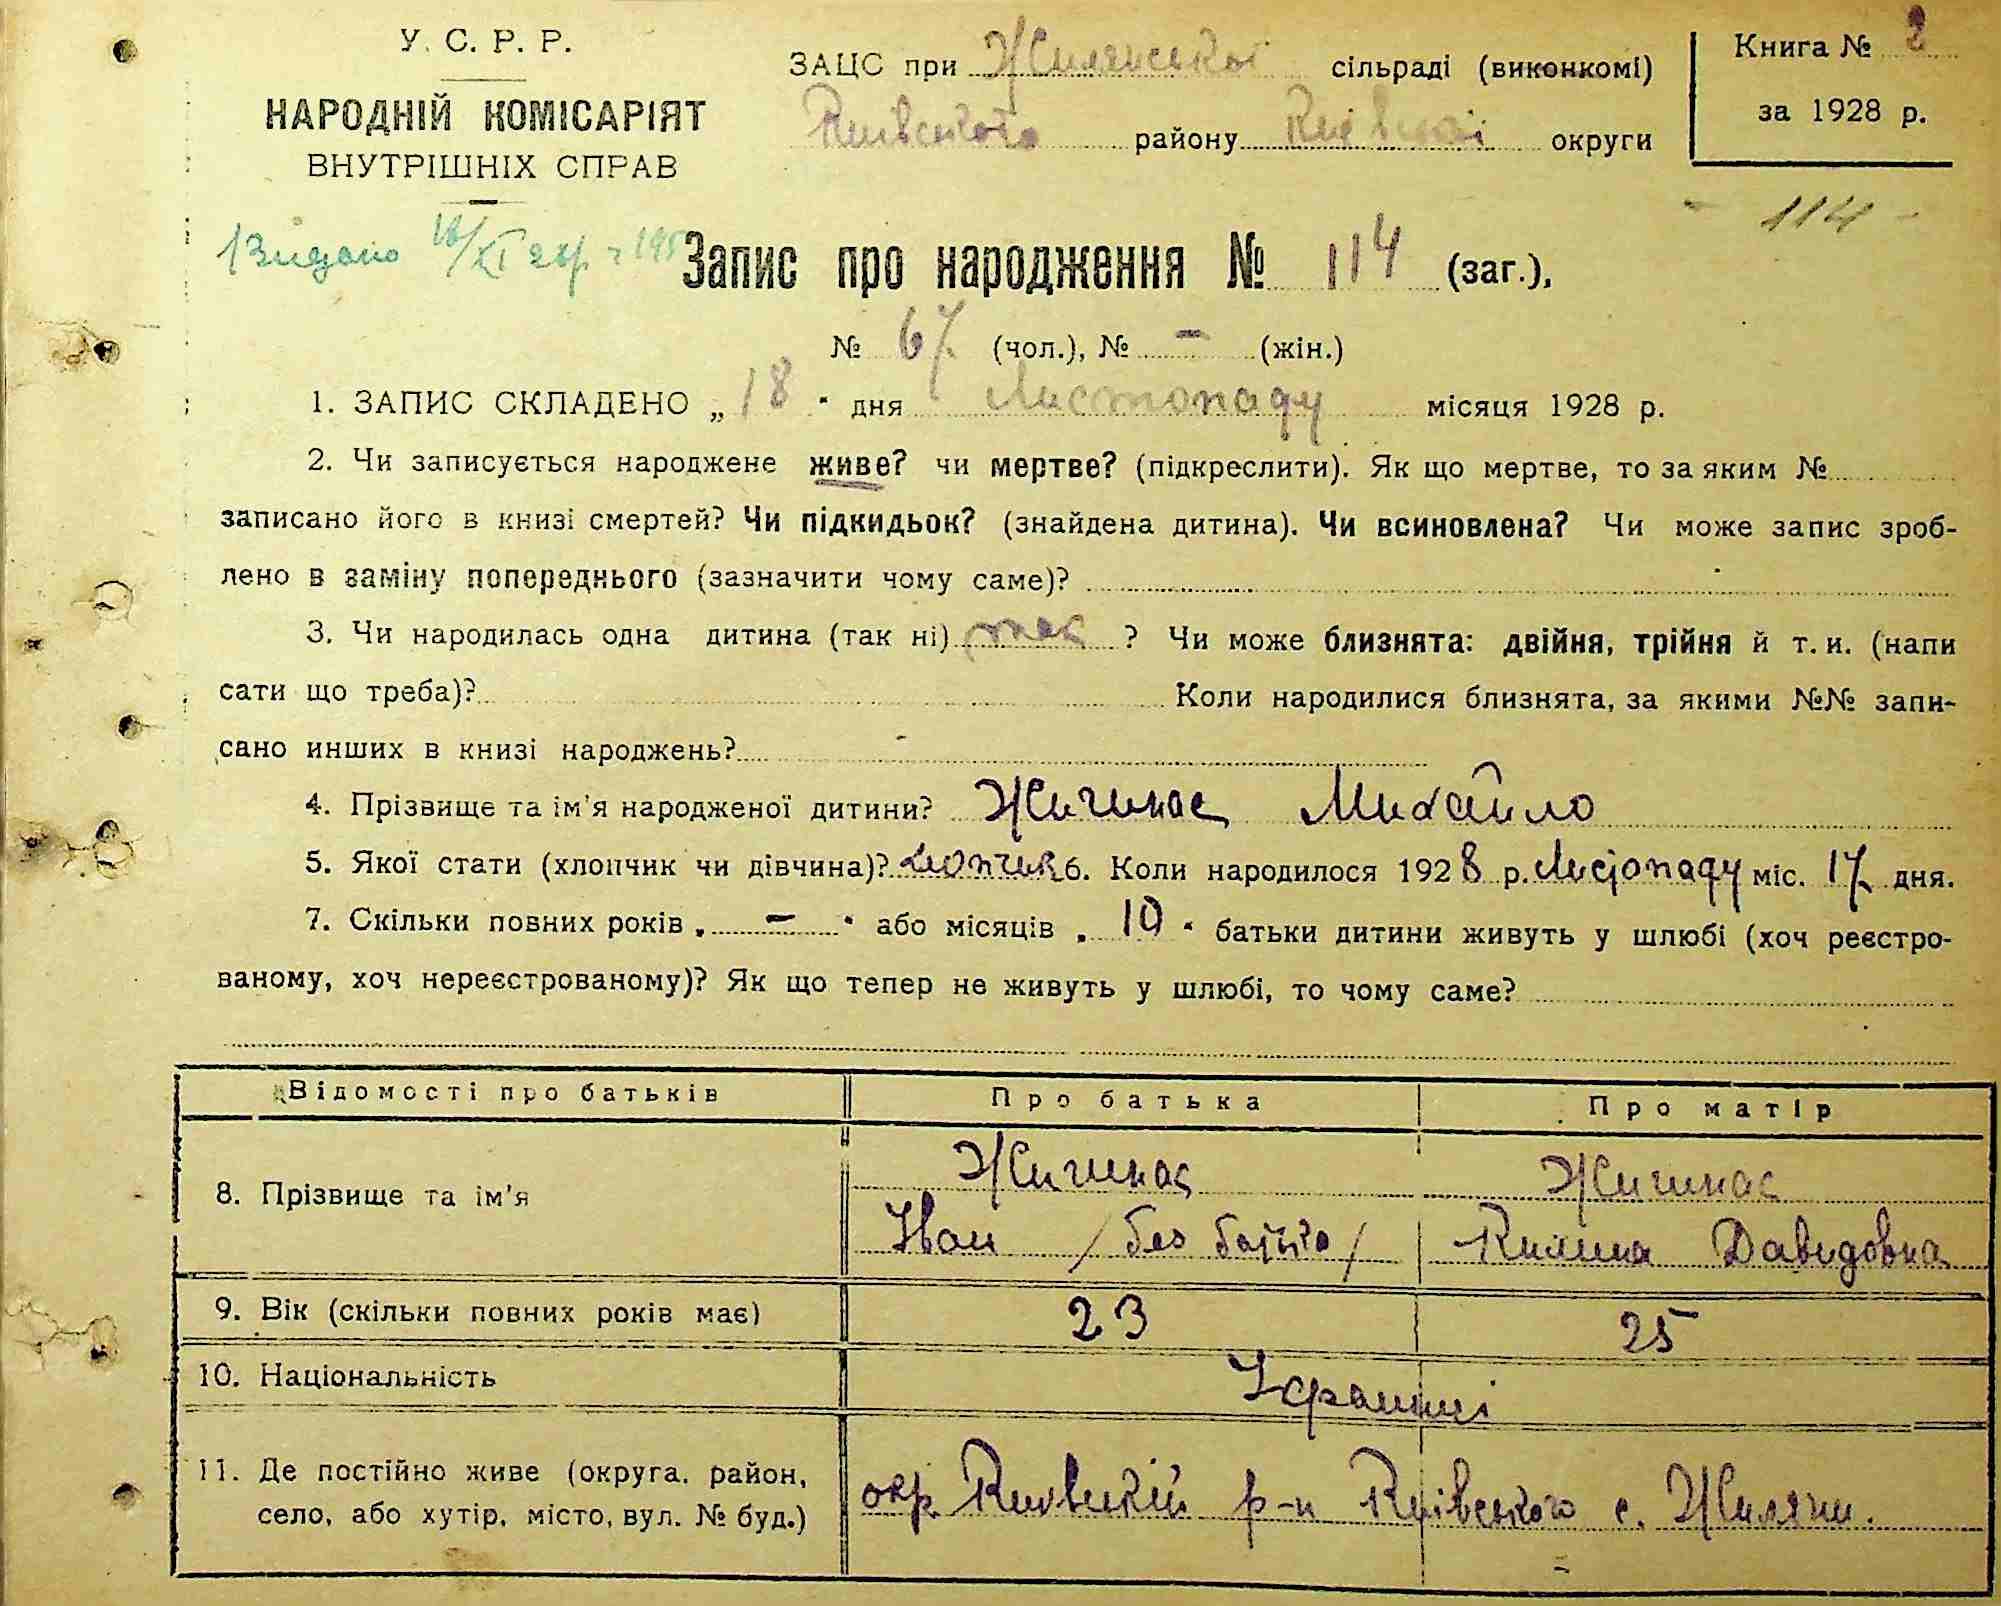 У. С. Р. Р.
НАРОДНІЙ КОМІСАРІЯТ
ВНУТРІШНІХ СПРАВ
ЗАЦС при Жилянської сільраді (виконкомі)
Київського району Київської округи
Книга № 2
за 1928 р.
- 114 -
Видано
Запис про народження № 114 (заг.),
№ 67 (чол.), № – (жін.)
1. ЗАПИС СКЛАДЕНО „ 18 " дня Листопаду місяця 1928 р.
2. Чи записується народжене живе? чи мертве? (підкреслити). Як що мертве, то за яким №
записано його в книзі смертей? Чи підкидьок? (знайдена дитина). Чи всиновлена? Чи може запис зроб-
лено в заміну попереднього (зазначити чому саме)?
3. Чи народилась одна дитина (так ні) так ? Чи може близнята: двійня, трійня й т. и. (напи
сати що треба)? Коли народилися близнята, за якими №№ запи-
сано инших в книзі народжень?
4. Прізвище та ім'я народженої дитини? Жигинас Михайло
5. Якої стати (хлопчик чи дівчина)? хлопчик 6. Коли народилося 1928 р. Листопаду міс. 17 дня.
7. Скільки повних років „ – " або місяців „ 10 " батьки дитини живуть у шлюбі (хоч реєстро-
ваному, хоч нереєстрованому)? Як що тепер не живуть у шлюбі, то чому саме?
Відомості про батьків Про батька Про матір
8. Прізвище та ім'я Жигинас Жигинас
Іван / без батька / Килина Давидовна
9. Вік (скільки повних років має) 23 25
10. Національність Українці
11. Де постійно живе (округа, район,
село, або хутір, місто, вул. № буд.) окр. Київській р-н Київського с. Жиляни.